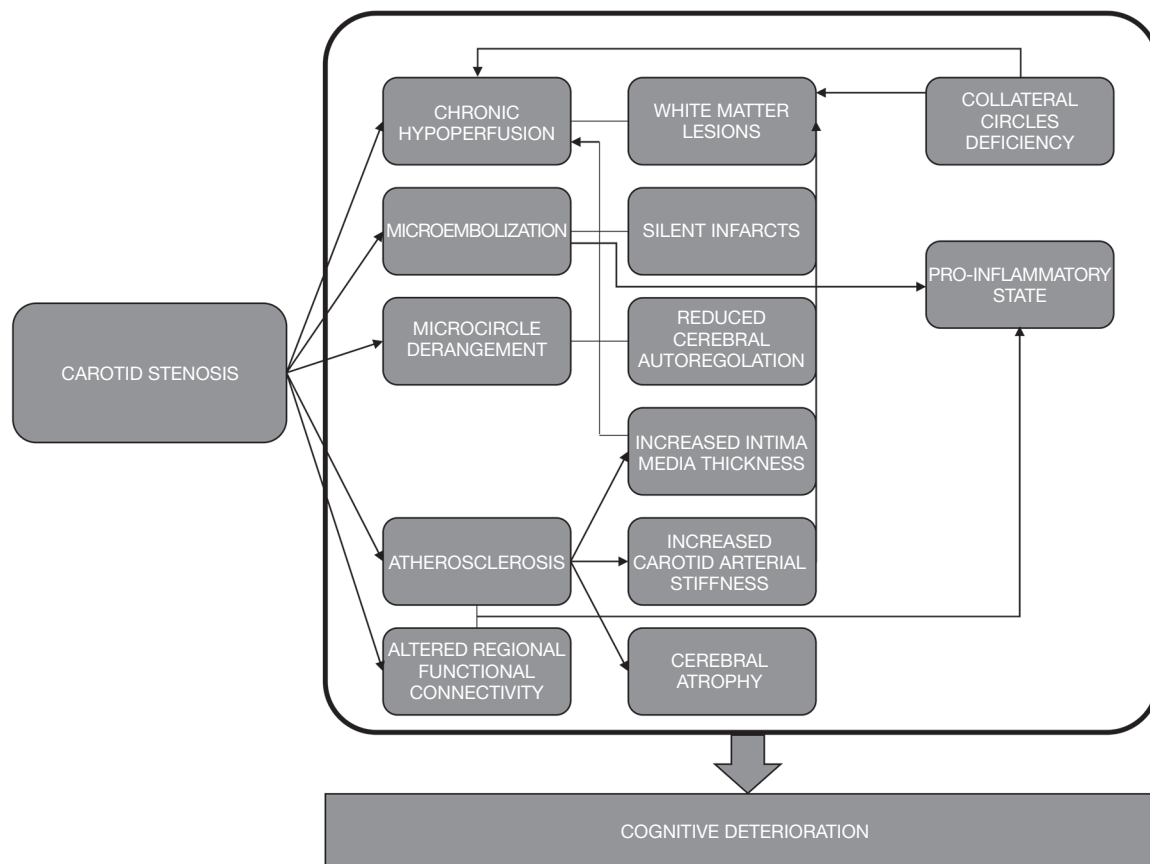 CHRONIC
HYPOPERFUSION
WHITE MATTER
LESIONS
COLLATERAL
CIRCLES
DEFICIENCY
MICROEMBOLIZATION
SILENT INFARCTS
PRO-INFLAMMATORY
STATE
CAROTID STENOSIS
MICROCIRCLE
DERANGEMENT
REDUCED
CEREBRAL
AUTOREGOLATION
INCREASED INTIMA
MEDIA THICKNESS
ATHEROSCLEROSIS
INCREASED
CAROTID ARTERIAL
STIFFNESS
ALTERED REGIONAL
FUNCTIONAL
CONNECTIVITY
CEREBRAL
ATROPHY
COGNITIVE DETERIORATION